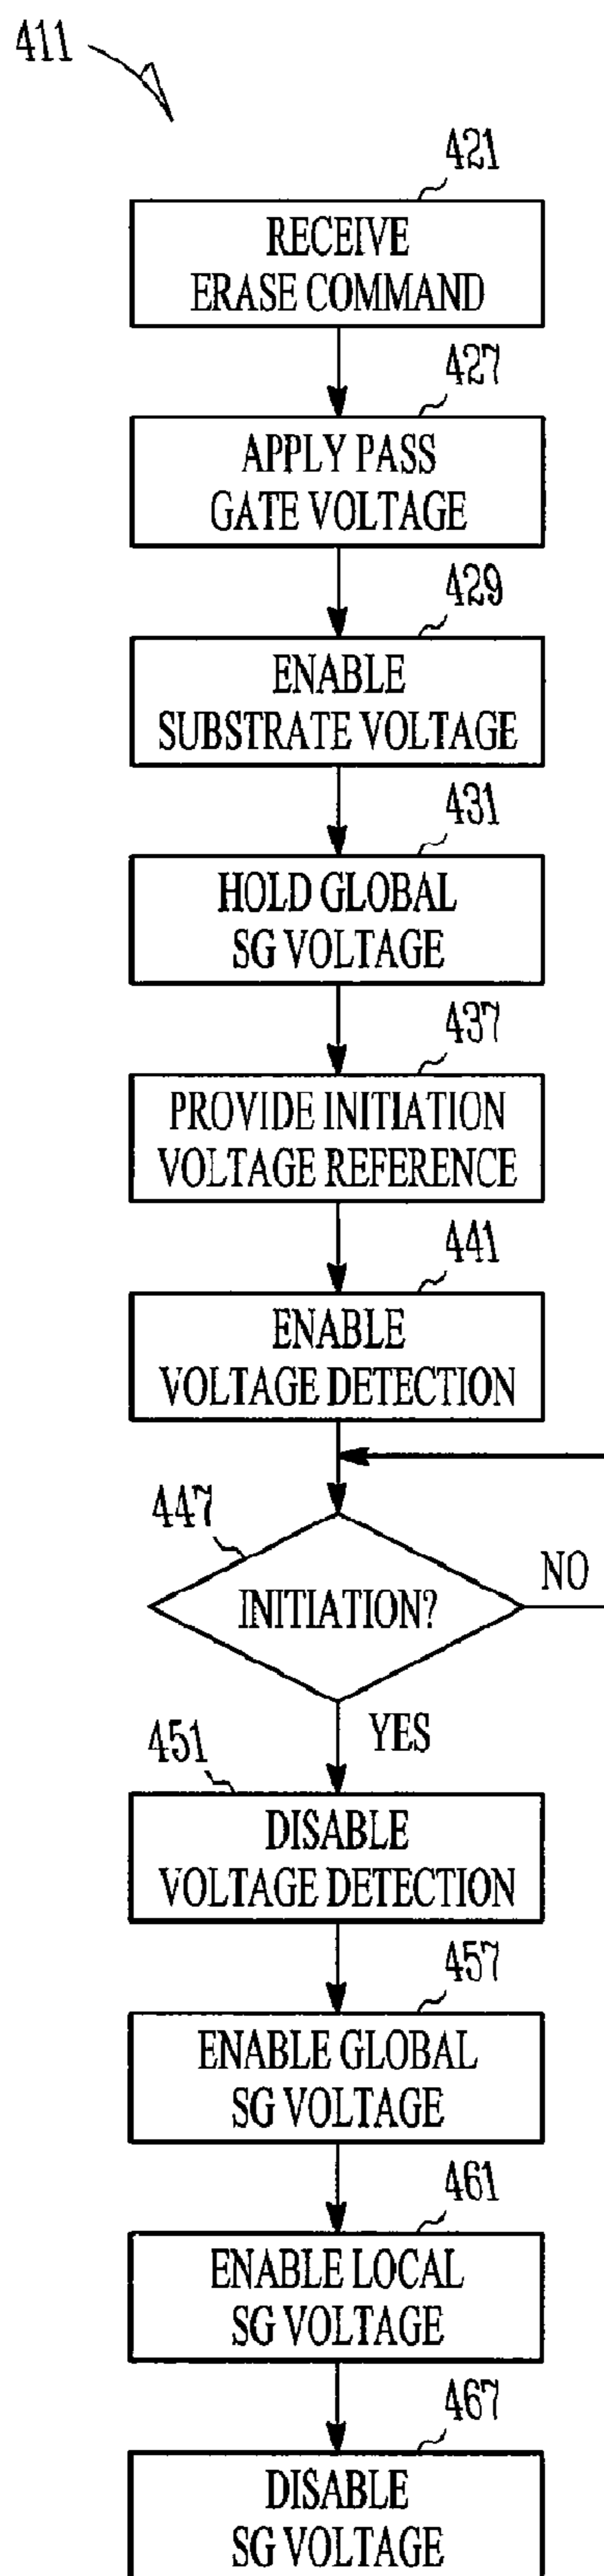 411
421
RECEIVE
ERASE COMMAND
427
APPLY PASS
GATE VOLTAGE
429
ENABLE
SUBSTRATE VOLTAGE
431
HOLD GLOBAL
SG VOLTAGE
437
PROVIDE INITIATION
VOLTAGE REFERENCE
441
ENABLE
VOLTAGE DETECTION
447
INITIATION?
NO
YES
451
DISABLE
VOLTAGE DETECTION
457
ENABLE GLOBAL
SG VOLTAGE
461
ENABLE LOCAL
SG VOLTAGE
467
DISABLE
SG VOLTAGE